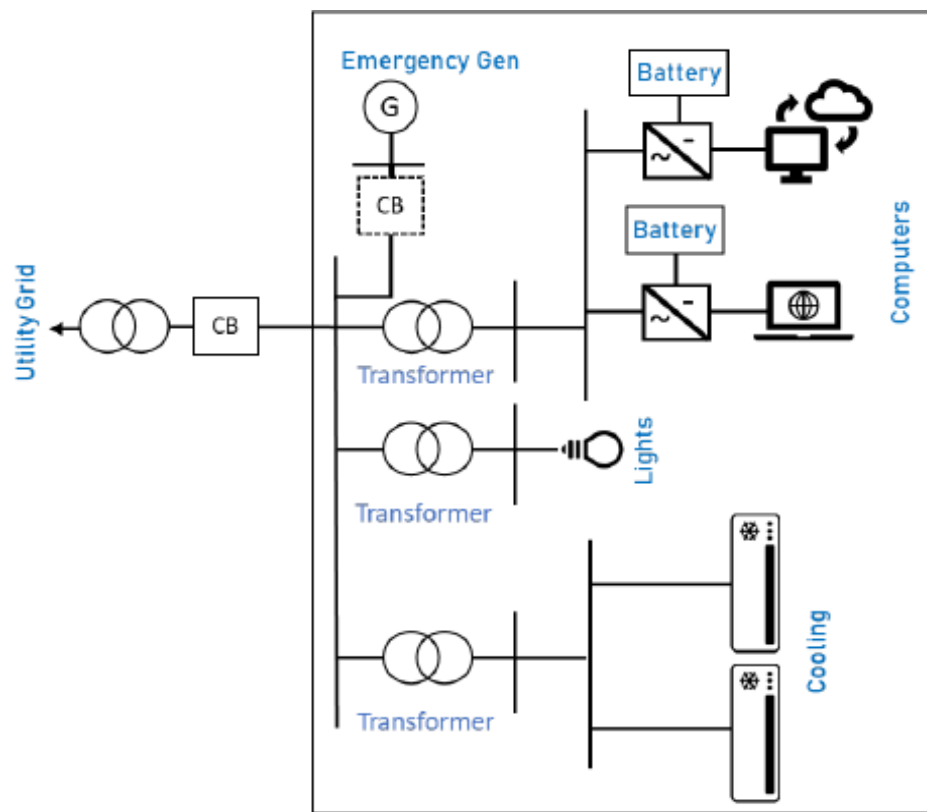 Emergency Gen
G
CB
Battery
Battery
Computers
Utility Grid
CB
Transformer
Lights
Transformer
Cooling
Transformer